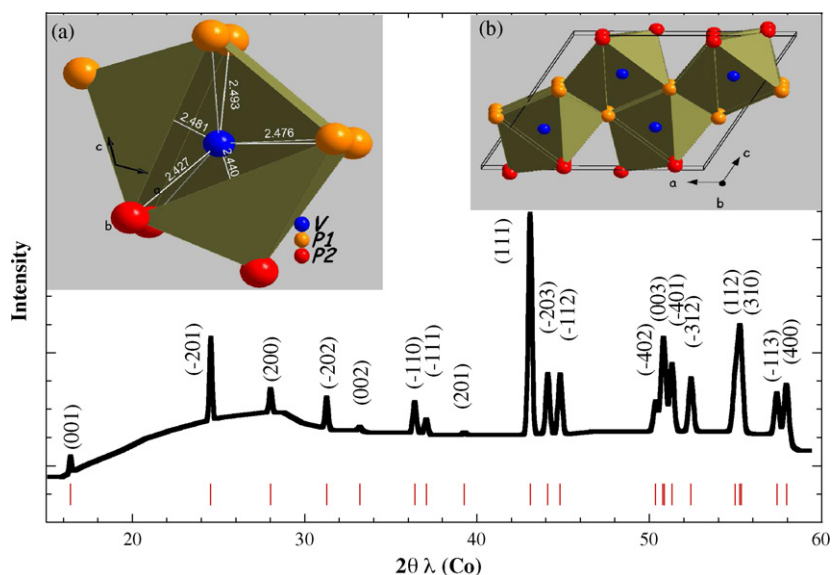 (a)
2.493
2.481
2.476
2.427
2.440
c
a
b
V
P1
P2
(b)
a
c
b
Intensity
(001)
(-201)
(200)
(-202)
(002)
(-110)
(-111)
(201)
(111)
(-203)
(-112)
(-402)
(003)
(-401)
(-312)
(112)
(310)
(-113)
(400)
20
30
40
50
60
2θ λ (Co)